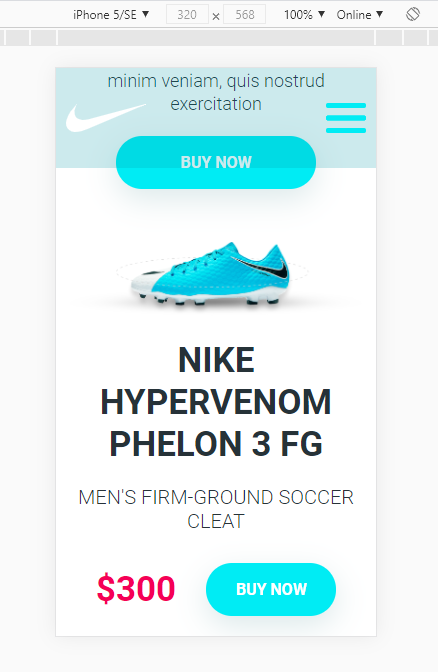 iPhone 5/SE ▼ 320 × 568 100% ▼ Online ▼
minim veniam, quis nostrud
exercitation
BUY NOW
NIKE
HYPERVENOM
PHELON 3 FG
MEN'S FIRM-GROUND SOCCER
CLEAT
$300 BUY NOW